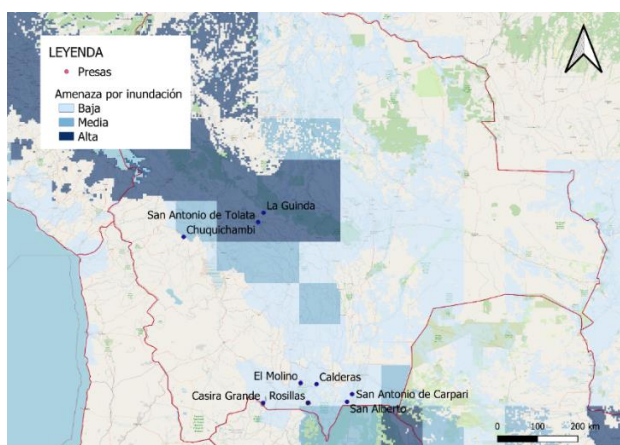 LEYENDA
Presas
Amenaza por inundación
Baja
Media
Alta
La Guinda
San Antonio de Tolata
Chuquichambi
El Molino
Calderas
San Antonio de Carpari
Casira Grande
Rosillas
San Alberto
0 100 200 km